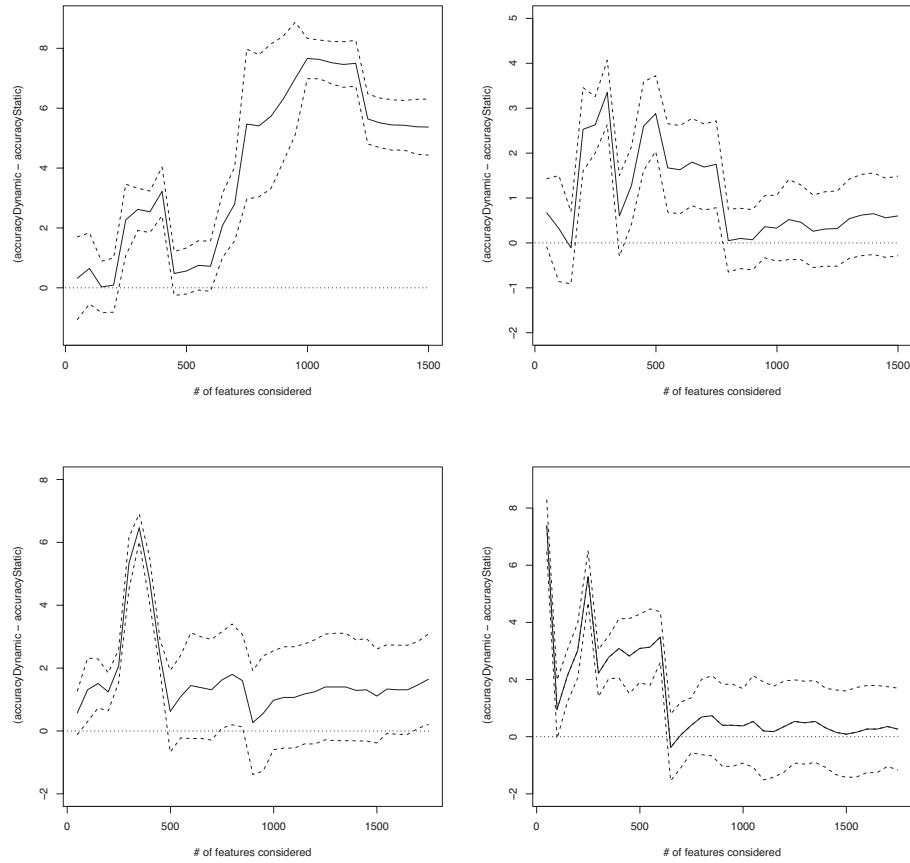 8
6
4
2
0
(accuracyDynamic − accuracyStatic)
0 500 1000 1500
# of features considered
5
4
3
2
1
0
−1
−2
(accuracyDynamic − accuracyStatic)
0 500 1000 1500
# of features considered
8
6
4
2
0
−2
(accuracyDynamic − accuracyStatic)
0 500 1000 1500
# of features considered
8
6
4
2
0
−2
(accuracyDynamic − accuracyStatic)
0 500 1000 1500
# of features considered